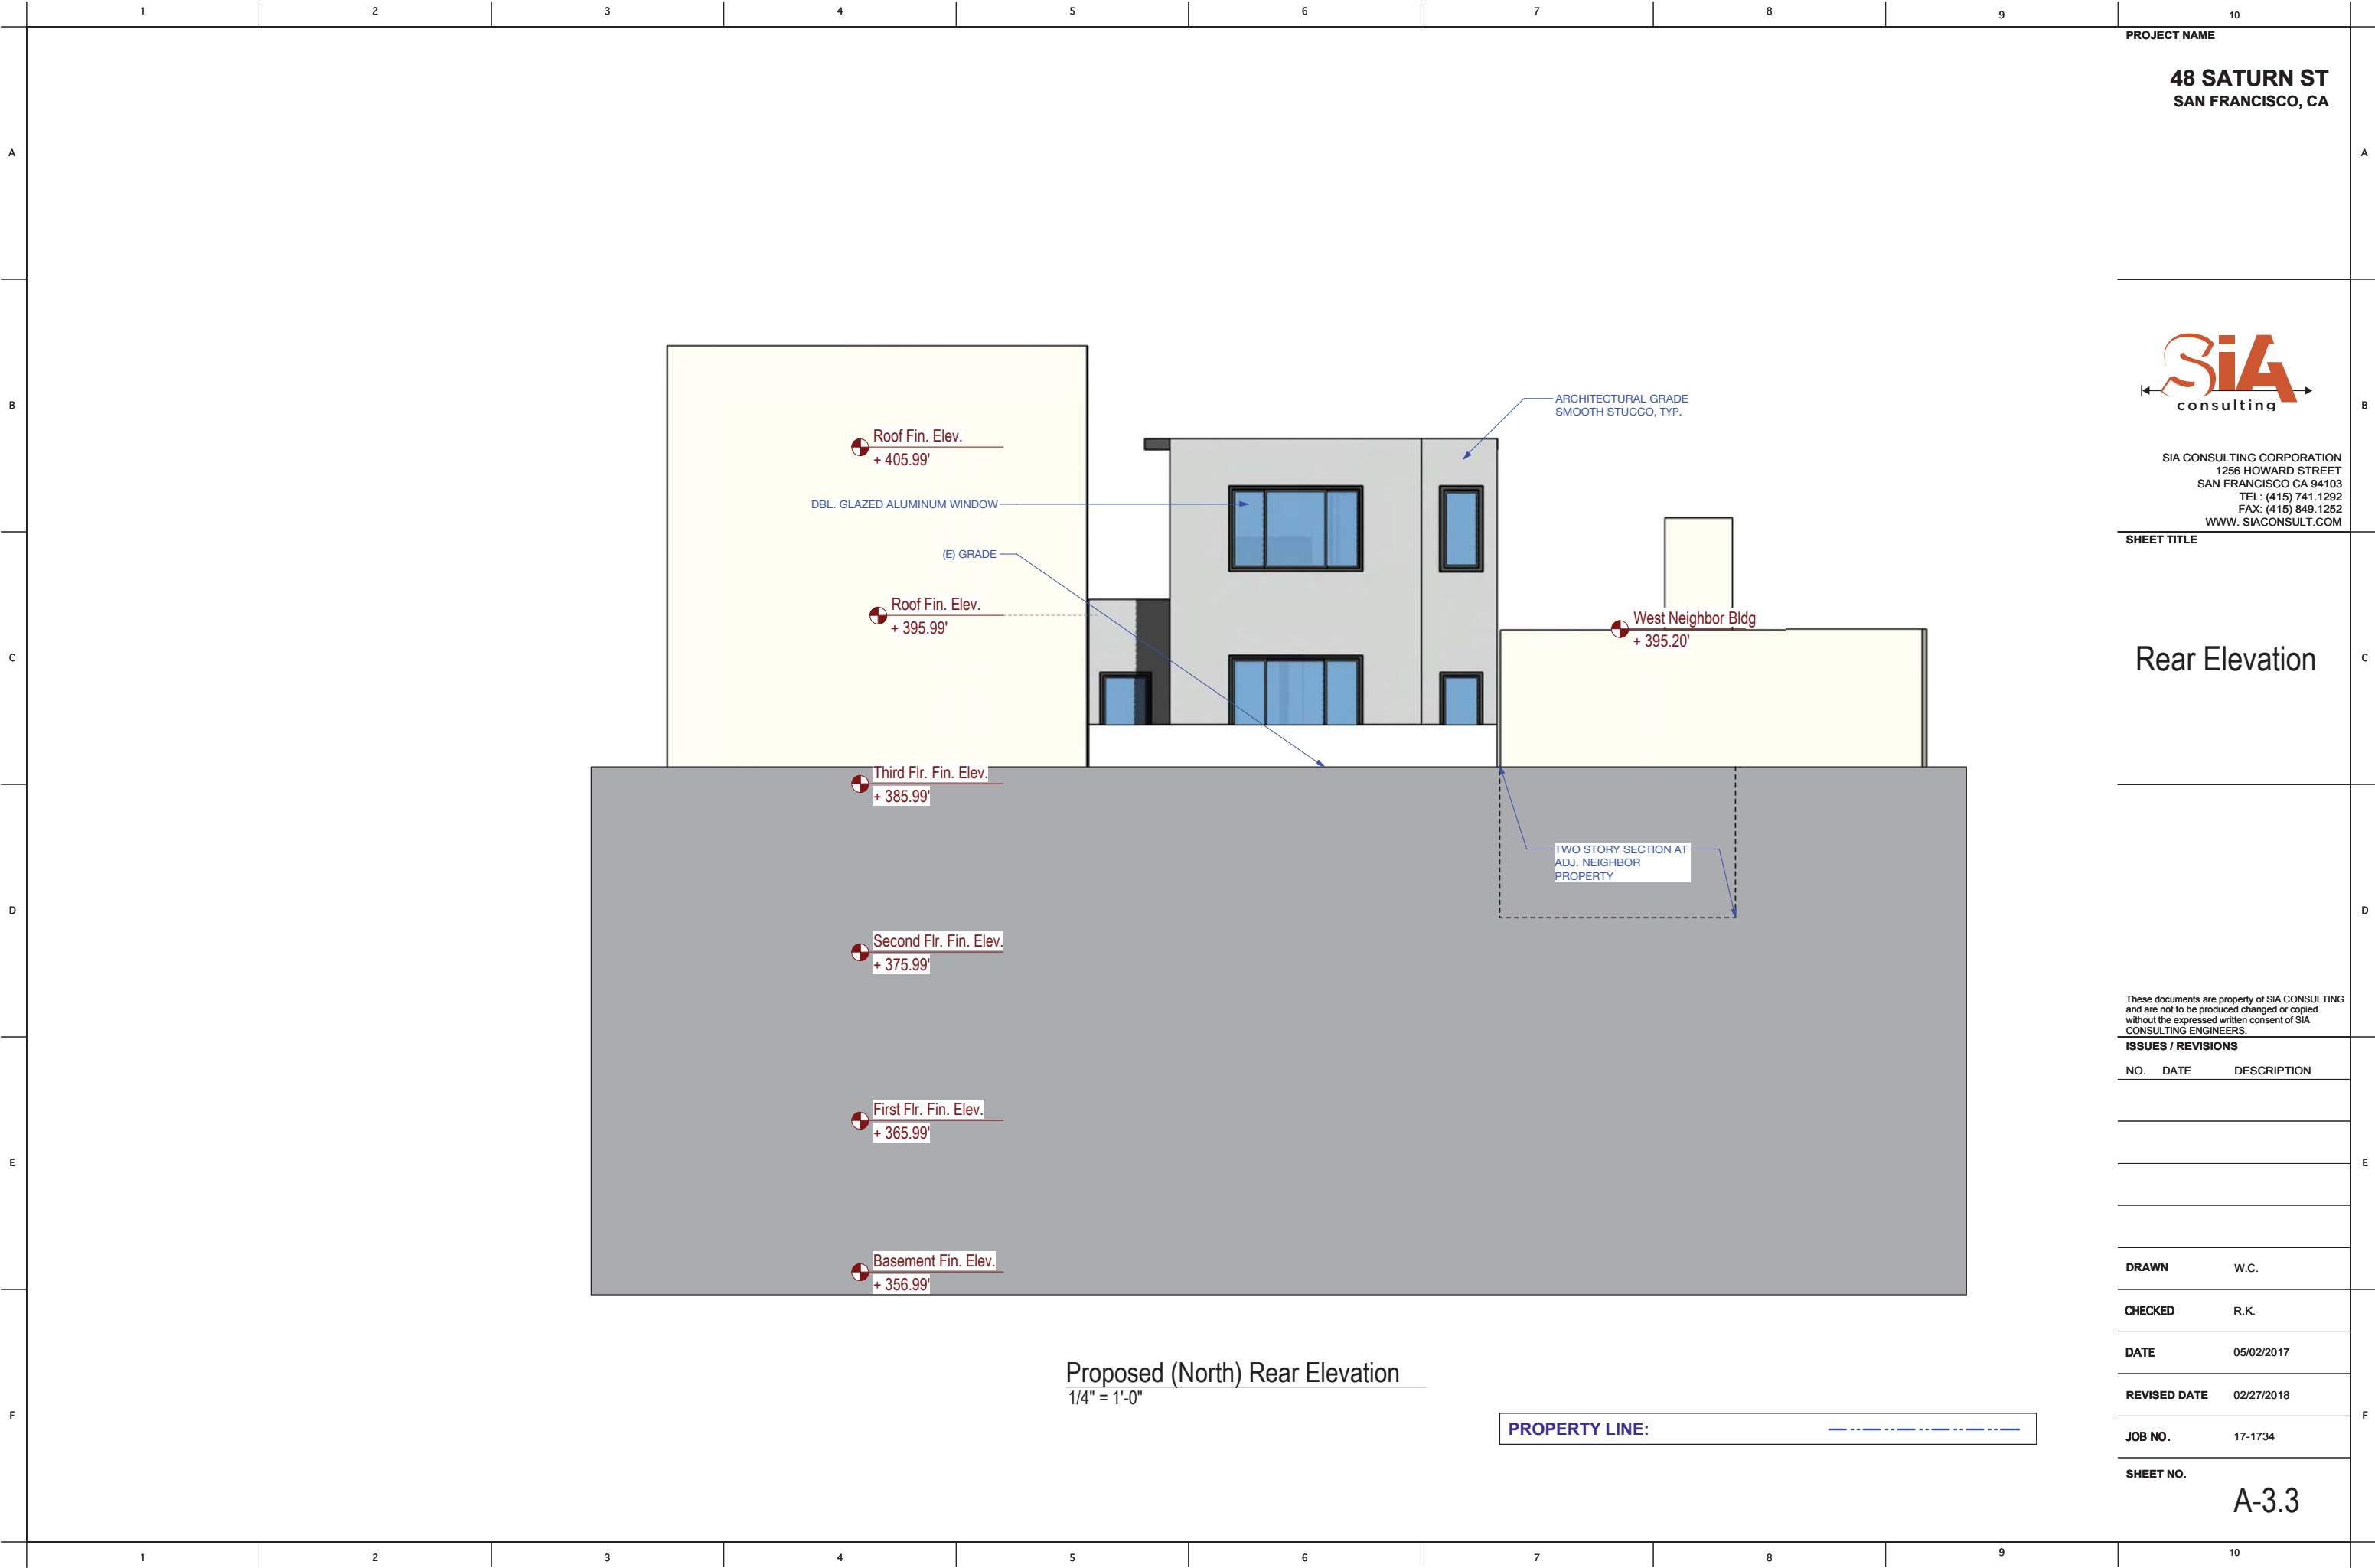 1 2 3 4 5 6 7 8 9 10
PROJECT NAME
48 SATURN ST
SAN FRANCISCO, CA
A A
SiA
consulting
B B
SIA CONSULTING CORPORATION
1256 HOWARD STREET
SAN FRANCISCO CA 94103
TEL: (415) 741.1292
FAX: (415) 849.1252
WWW. SIACONSULT.COM
SHEET TITLE
Rear Elevation
C C
ARCHITECTURAL GRADE
SMOOTH STUCCO, TYP.
Roof Fin. Elev.
+ 405.99'
DBL. GLAZED ALUMINUM WINDOW
(E) GRADE
Roof Fin. Elev.
+ 395.99'
West Neighbor Bldg
+ 395.20'
Third Flr. Fin. Elev.
+ 385.99'
TWO STORY SECTION AT
ADJ. NEIGHBOR
PROPERTY
D D
Second Flr. Fin. Elev.
+ 375.99'
First Flr. Fin. Elev.
+ 365.99'
E E
Basement Fin. Elev.
+ 356.99'
Proposed (North) Rear Elevation
1/4" = 1'-0"
PROPERTY LINE:
F F
These documents are property of SIA CONSULTING
and are not to be produced changed or copied
without the expressed written consent of SIA
CONSULTING ENGINEERS.
ISSUES / REVISIONS
NO. DATE DESCRIPTION
DRAWN W.C.
CHECKED R.K.
DATE 05/02/2017
REVISED DATE 02/27/2018
JOB NO. 17-1734
SHEET NO.
A-3.3
1 2 3 4 5 6 7 8 9 10